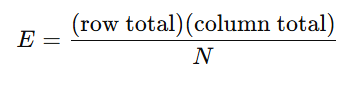 E = (row total)(column total) / N